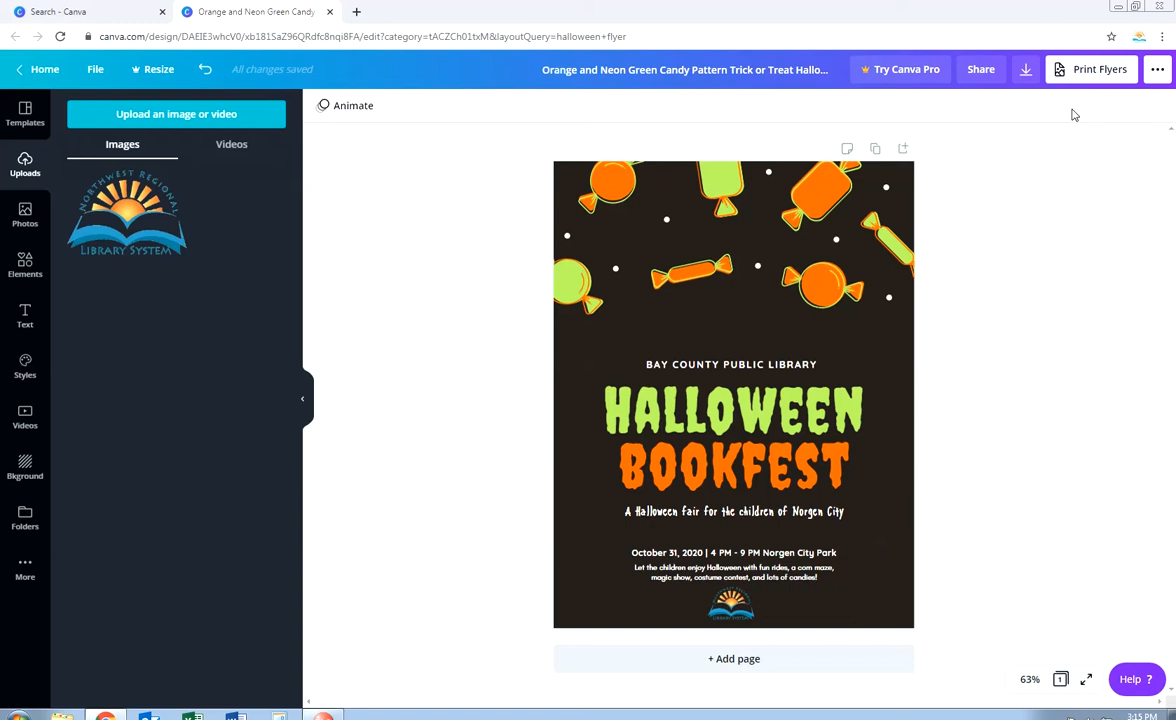 Search - Canva
Orange and Neon Green Candy
canva.com/design/DAEIE3whcV0/xb181SaZ96QRdfc8nqi8FA/edit?category=tACZCh01txM&layoutQuery=halloween+flyer
Home File Resize All changes saved Orange and Neon Green Candy Pattern Trick or Treat Hallo... Try Canva Pro Share Print Flyers
Templates
Uploads
Photos
Elements
Text
Styles
Videos
Bkground
Folders
More
Upload an image or video
Images Videos
NORTHWEST REGIONAL
LIBRARY SYSTEM
Animate
BAY COUNTY PUBLIC LIBRARY
HALLOWEEN
BOOKFEST
A Halloween fair for the children of Norgen City
October 31, 2020 | 4 PM - 9 PM Norgen City Park
Let the children enjoy Halloween with fun rides, a corn maze,
magic show, costume contest, and lots of candies!
LIBRARY SYSTEM
+ Add page
63% 1 Help ?
3:15 PM